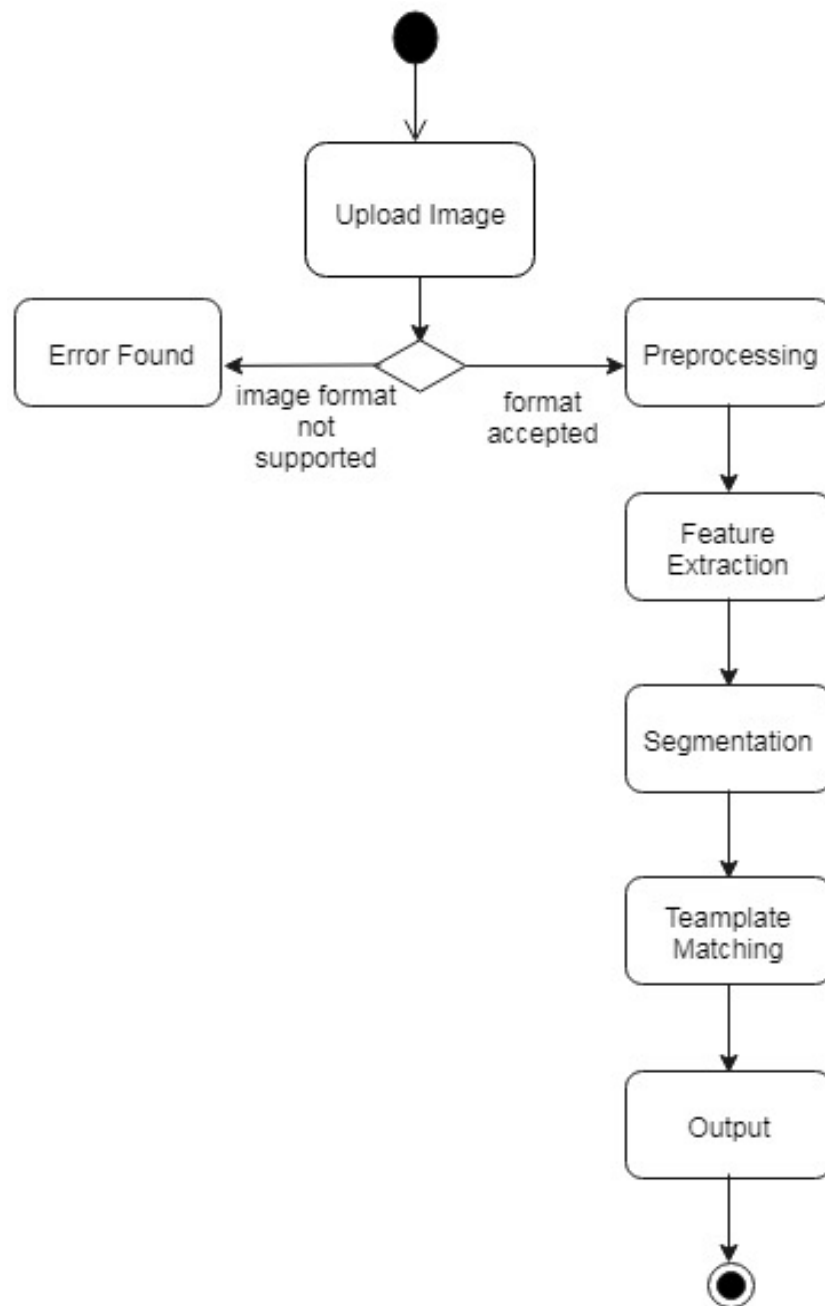 Upload Image
Error Found
Preprocessing
image format
not
supported
format
accepted
Feature
Extraction
Segmentation
Teamplate
Matching
Output